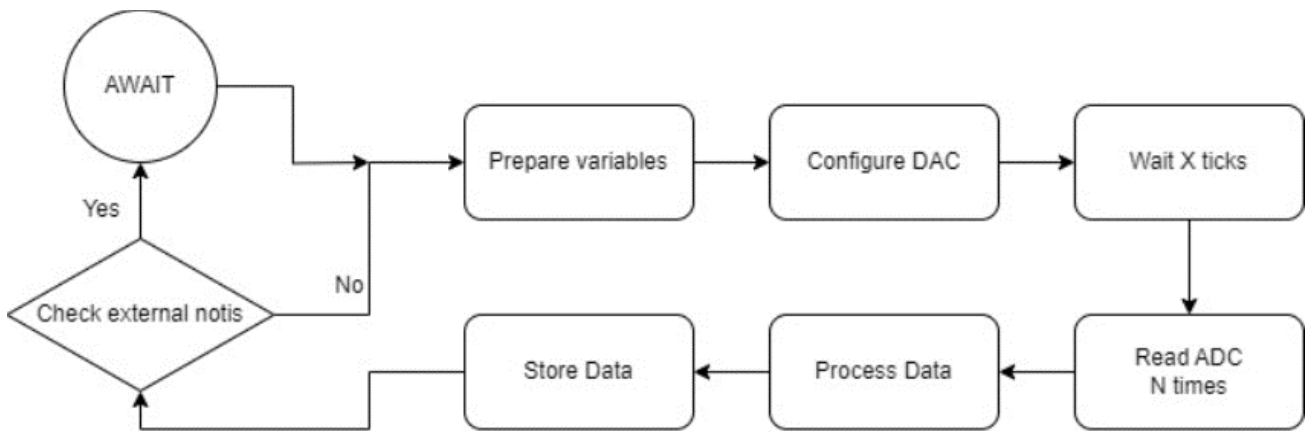 AWAIT
Prepare variables
Configure DAC
Wait X ticks
Yes
No
Check external notis
Store Data
Process Data
Read ADC
N times